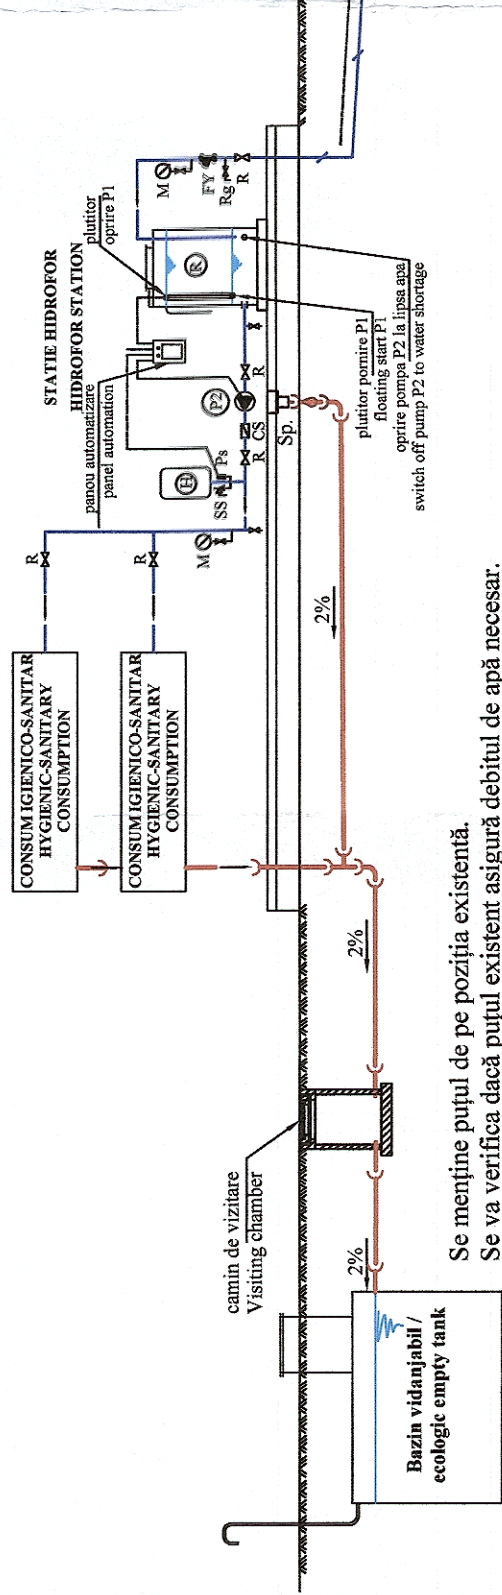 STATIE HIDROFOR
HIDROFOR STATION
panou automatizare
panel automation
plutitor
oprire P1
M
FY
Rg
R
R
H
Ps
SS
M
P2
R
CS
R
Sp.
R
R
plutitor pornire P1
floating start P1
oprire pompa P2 la lipsa apa
switch off pump P2 to water shortage
CONSUM IGIENICO-SANITAR
HYGIENIC-SANITARY
CONSUMPTION
CONSUM IGIENICO-SANITAR
HYGIENIC-SANITARY
CONSUMPTION
2%
2%
2%
camin de vizitare
Visiting chamber
Bazin vidanjabil /
ecologic empty tank
Se menține puțul de pe poziția existentă.
Se va verifica dacă puțul existent asigură debitul de apă necesar.